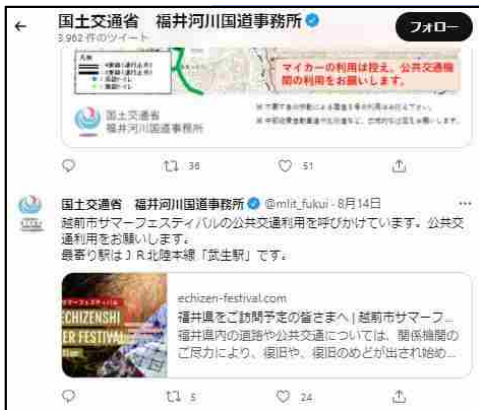 国土交通省　福井河川国道事務所
3,962 件のツイート
フォロー
マイカーの利用は控え、公共交通機
関の利用をお願いします。
国土交通省
福井河川国道事務所
36
51
国土交通省　福井河川国道事務所 @mlit_fukui · 8月14日
越前市サマーフェスティバルの公共交通利用を呼びかけています。公共交
通利用をお願いします。
最寄り駅はＪＲ北陸本線「武生駅」です。
サマーフェスティバル
ECHIZENSHI
ER FESTIVAL
echizen-festival.com
福井県をご訪問予定の皆さまへ | 越前市サマーフ...
福井県内の道路や公共交通については、関係機関の
ご尽力により、復旧や、復旧のめどが出され始め...
5
24